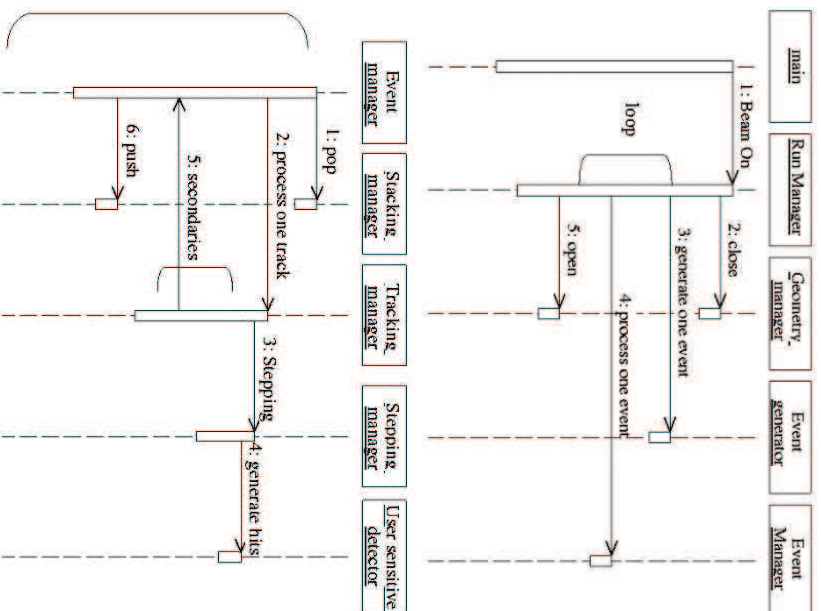 main
Run Manager
Geometry
manager
Event
generator
Event
Manager
1: Beam On
loop
2: close
3: generate one event
4: process one event
5: open
Event
manager
Stacking
manager
Tracking
manager
Stepping
manager
User sensitive
detector
1: pop
2: process one track
3: Stepping
4: generate hits
5: secondaries
6: push